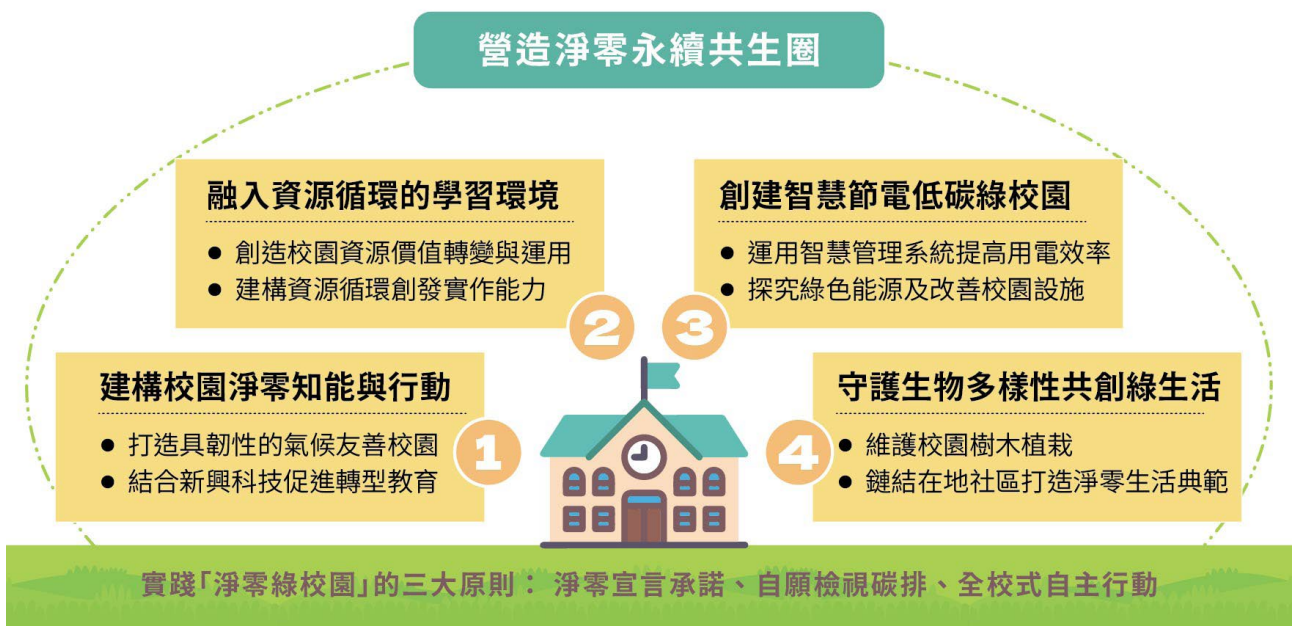 營造淨零永續共生圈
建構校園淨零知能與行動
● 打造具韌性的氣候友善校園
● 結合新興科技促進轉型教育
1
融入資源循環的學習環境
● 創造校園資源價值轉變與運用
● 建構資源循環創發實作能力
2
創建智慧節電低碳綠校園
● 運用智慧管理系統提高用電效率
● 探究綠色能源及改善校園設施
3
守護生物多樣性共創綠生活
● 維護校園樹木植栽
● 鏈結在地社區打造淨零生活典範
4
實踐「淨零綠校園」的三大原則： 淨零宣言承諾、自願檢視碳排、全校式自主行動